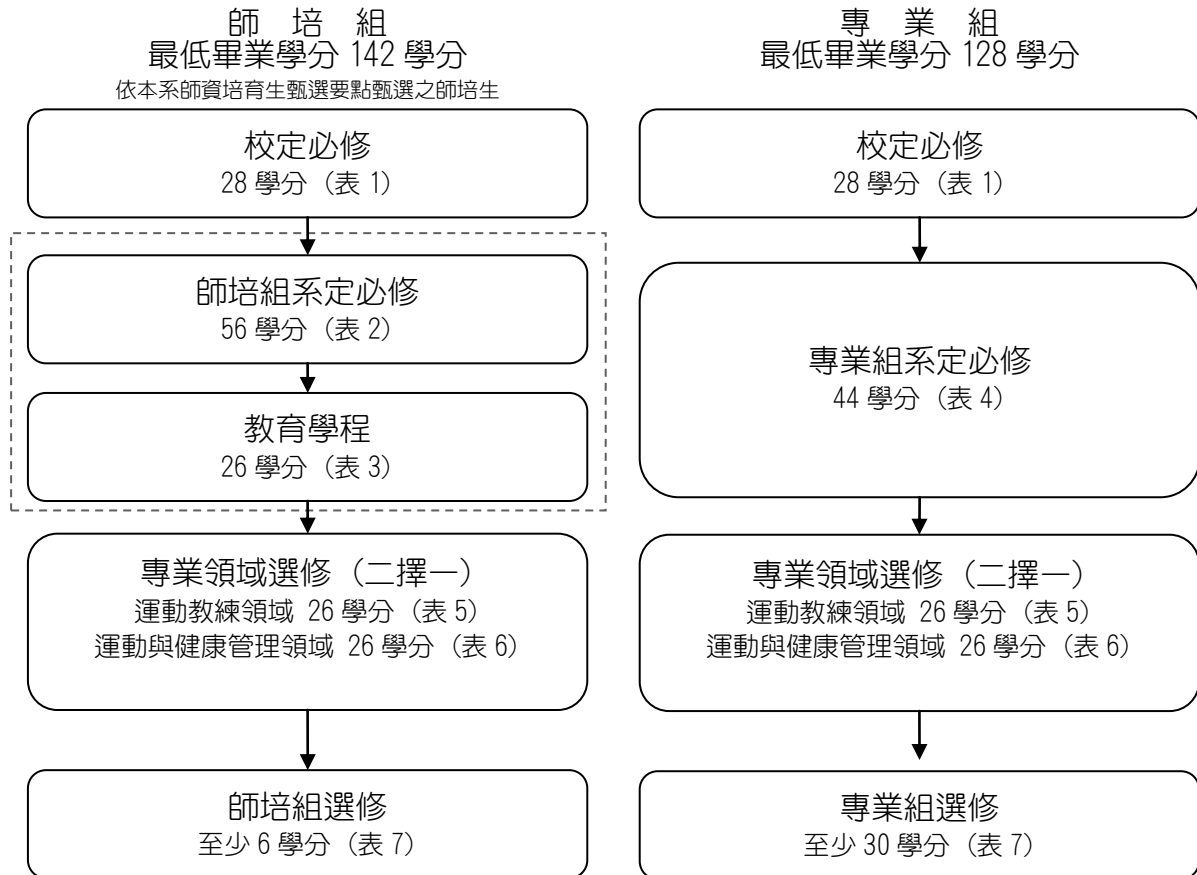 師 培 組
最低畢業學分 142 學分
依本系師資培育生甄選要點甄選之師培生
校定必修
28 學分（表 1）
師培組系定必修
56 學分（表 2）
教育學程
26 學分（表 3）
專業領域選修（二擇一）
運動教練領域 26 學分（表 5）
運動與健康管理領域 26 學分（表 6）
師培組選修
至少 6 學分（表 7）
專 業 組
最低畢業學分 128 學分
校定必修
28 學分（表 1）
專業組系定必修
44 學分（表 4）
專業領域選修（二擇一）
運動教練領域 26 學分（表 5）
運動與健康管理領域 26 學分（表 6）
專業組選修
至少 30 學分（表 7）